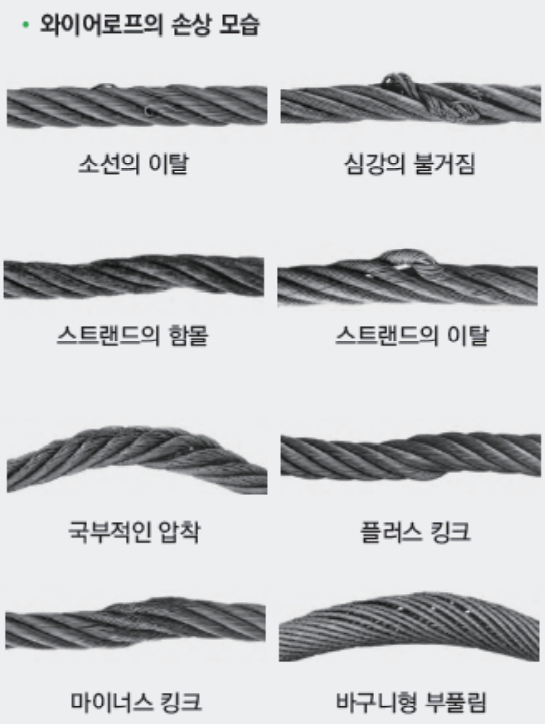 • 와이어로프의 손상 모습
소선의 이탈
심강의 불거짐
스트랜드의 함몰
스트랜드의 이탈
국부적인 압착
플러스 킹크
마이너스 킹크
바구니형 부풀림